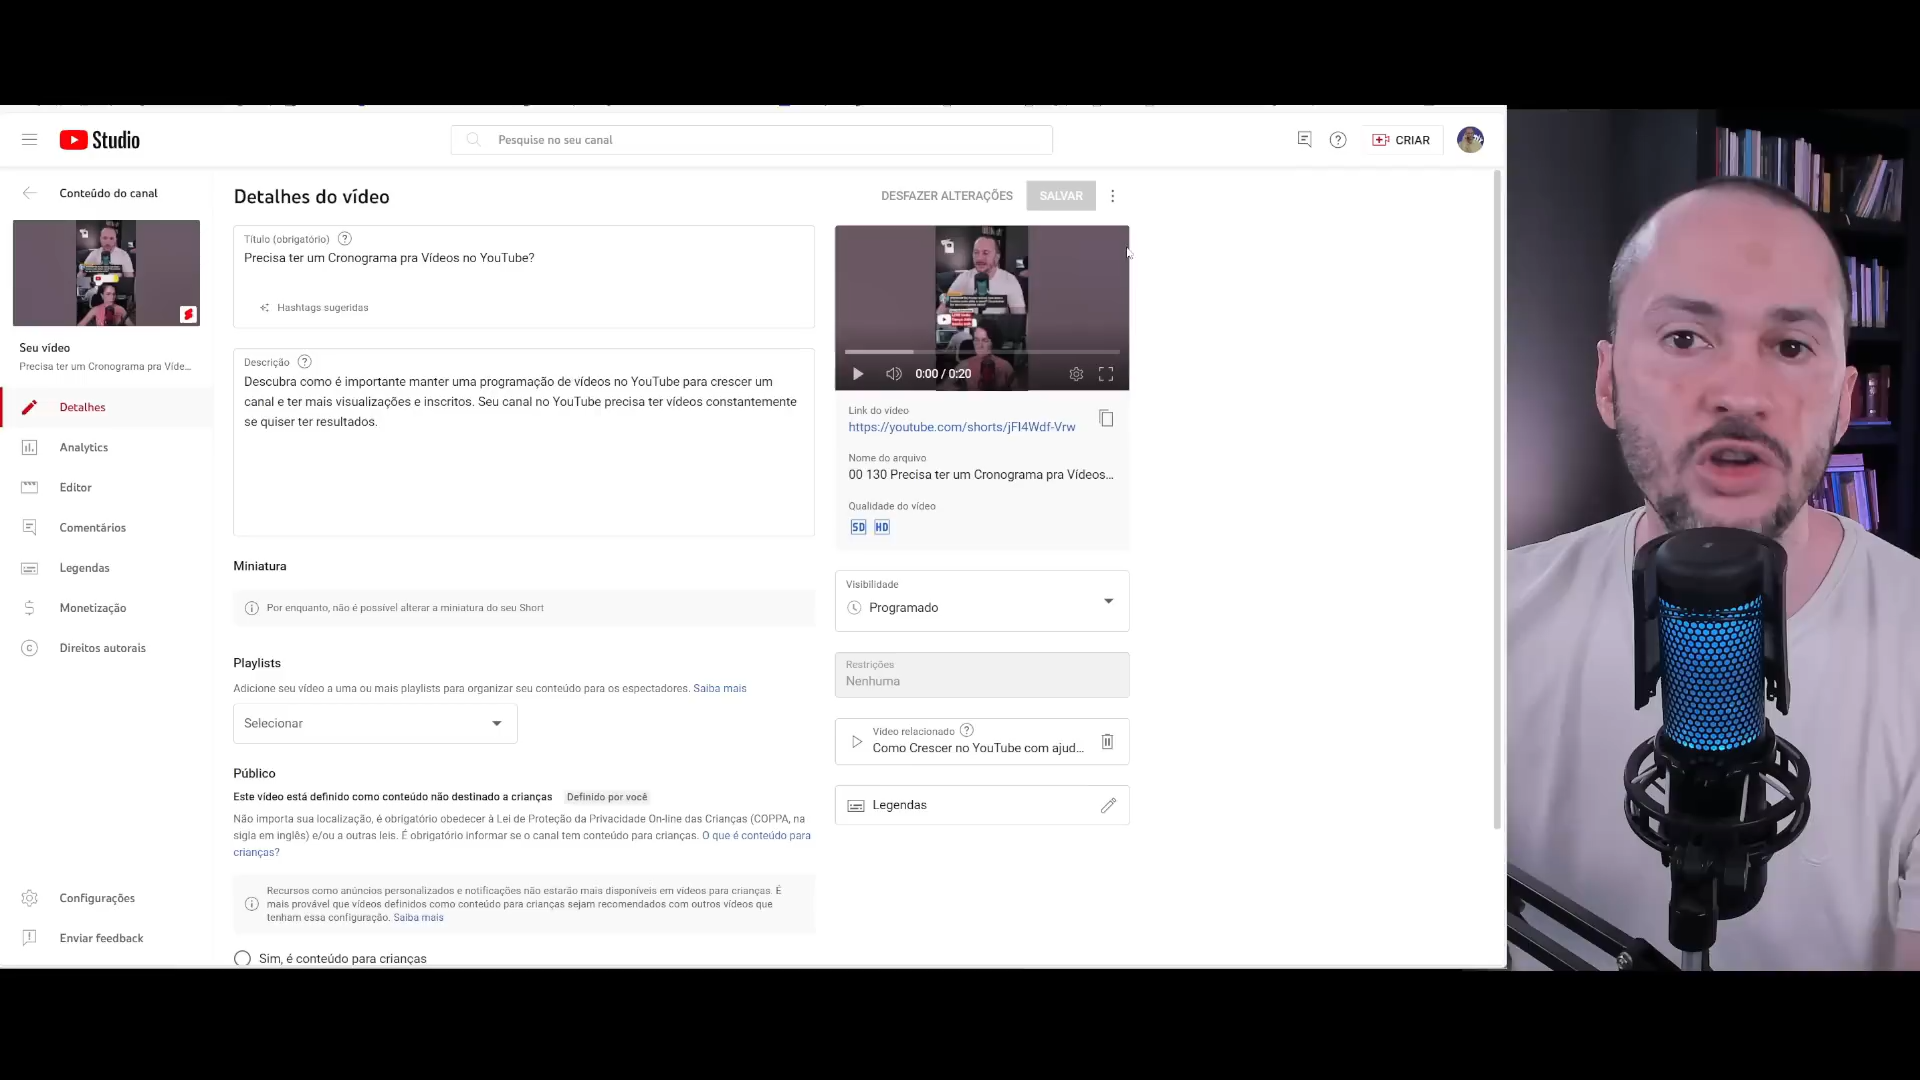 Studio
Pesquise no seu canal
CRIAR
Conteúdo do canal
Seu vídeo
Precisa ter um Cronograma pra Víde...
Detalhes
Analytics
Editor
Comentários
Legendas
Monetização
Direitos autorais
Configurações
Enviar feedback
Detalhes do vídeo
DESFAZER ALTERAÇÕES
SALVAR
Título (obrigatório)
Precisa ter um Cronograma pra Vídeos no YouTube?
Hashtags sugeridas
Descrição
Descubra como é importante manter uma programação de vídeos no YouTube para crescer um
canal e ter mais visualizações e inscritos. Seu canal no YouTube precisa ter vídeos constantemente
se quiser ter resultados.
Miniatura
Por enquanto, não é possível alterar a miniatura do seu Short
Playlists
Adicione seu vídeo a uma ou mais playlists para organizar seu conteúdo para os espectadores. Saiba mais
Selecionar
Público
Este vídeo está definido como conteúdo não destinado a crianças Definido por você
Não importa sua localização, é obrigatório obedecer à Lei de Proteção da Privacidade On-line das Crianças (COPPA, na
sigla em inglês) e/ou a outras leis. É obrigatório informar se o canal tem conteúdo para crianças. O que é conteúdo para
crianças?
Recursos como anúncios personalizados e notificações não estarão mais disponíveis em vídeos para crianças. É
mais provável que vídeos definidos como conteúdo para crianças sejam recomendados com outros vídeos que
tenham essa configuração. Saiba mais
Sim, é conteúdo para crianças
0:00 / 0:20
Link do vídeo
https://youtube.com/shorts/jFI4Wdf-Vrw
Nome do arquivo
00 130 Precisa ter um Cronograma pra Vídeos...
Qualidade do vídeo
SD HD
Visibilidade
Programado
Restrições
Nenhuma
Vídeo relacionado
Como Crescer no YouTube com ajud...
Legendas